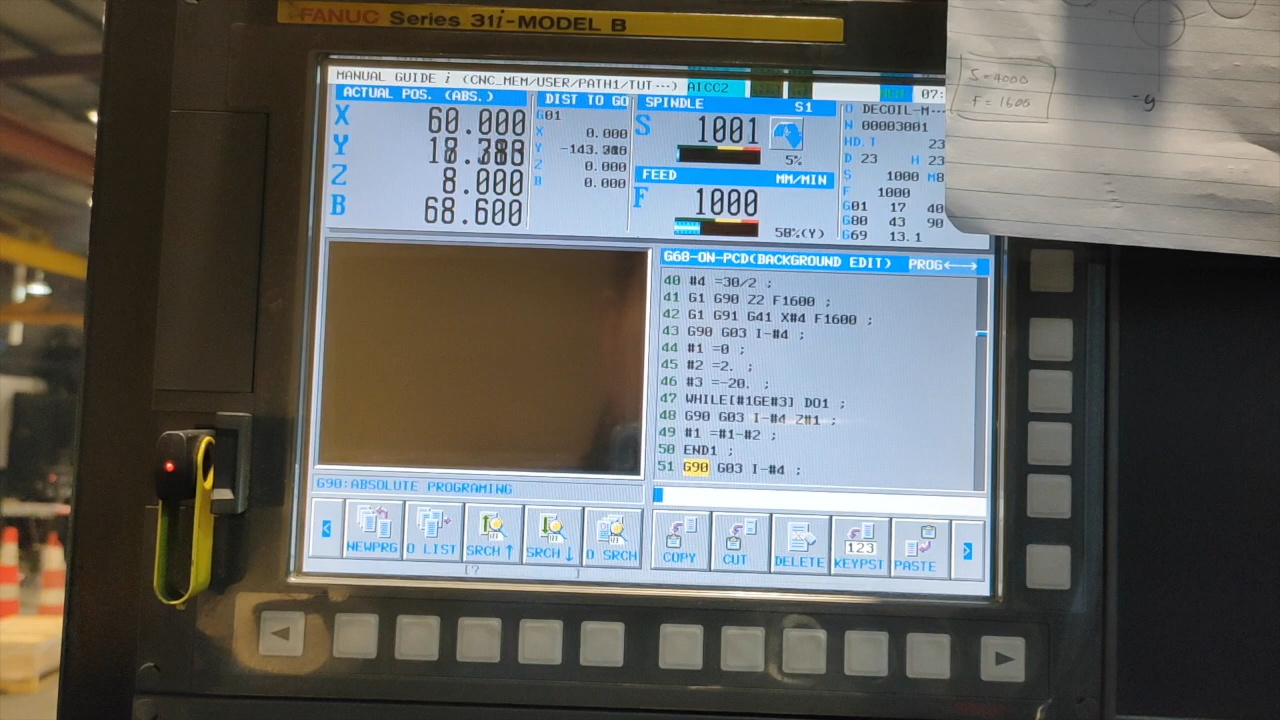 FANUC Series 31i-MODEL B
MANUAL GUIDE i (CNC_MEM/USER/PATH1/TUT···) AICC2
07:
ACTUAL POS. (ABS.)
X 60.000
Y
Z 8.000
B 68.600
DIST TO GO
G01
X 0.000
Y
Z 0.000
B 0.000
SPINDLE S1
S 1001
5%
FEED MM/MIN
F 1000
50%(Y)
O DECOIL-M···
N 00003001
HD.T 23
D 23 H 23
S 1000 M8
F 1000
G01 17 40
G80 43 90
G69 13.1
S=4000
F=1600
-y
G68-ON-PCD(BACKGROUND EDIT) PROG←→
40 #4 =30/2 ;
41 G1 G90 Z2 F1600 ;
42 G1 G91 G41 X#4 F1600 ;
43 G90 G03 I-#4 ;
44 #1 =0 ;
45 #2 =2. ;
46 #3 =-20. ;
47 WHILE[#1GE#3] DO1 ;
48 G90 G03 I-#4 Z#1 ;
49 #1 =#1-#2 ;
50 END1 ;
51 G90 G03 I-#4 ;
G90:ABSOLUTE PROGRAMING
< NEWPRG O LIST SRCH↑ SRCH↓ O SRCH COPY CUT DELETE 123 KEYPST PASTE >
[? ]